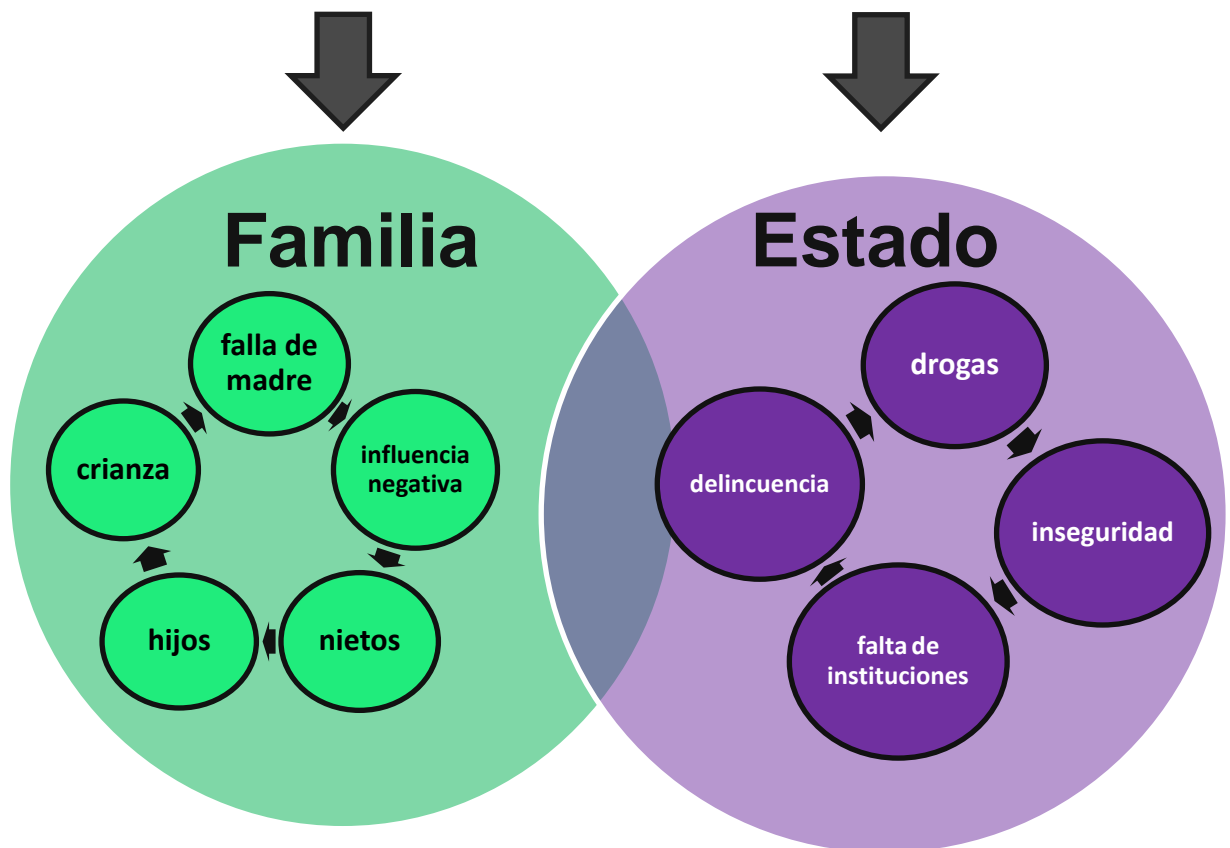 Familia
falla de
madre
influencia
negativa
nietos
hijos
crianza
Estado
drogas
inseguridad
falta de
instituciones
delincuencia